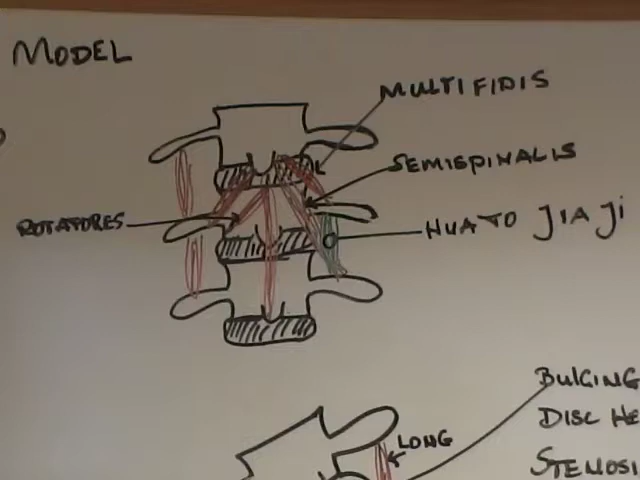 MODEL
MULTIFIDIS
SEMISPINALIS
ROTATORES
HUATO JIAJI
BULGING
DISC HE
LONG
STENOSI